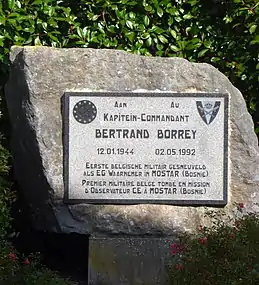 Aan Au
Kapitein-Commandant
BERTRAND BORREY
12.01.1944 02.05.1992
Eerste belgische militair gesneuveld
als EG Waarnemer in MOSTAR (Bosnië)
Premier militaire belge tombé en mission
d'Observateur CE à MOSTAR (Bosnie)